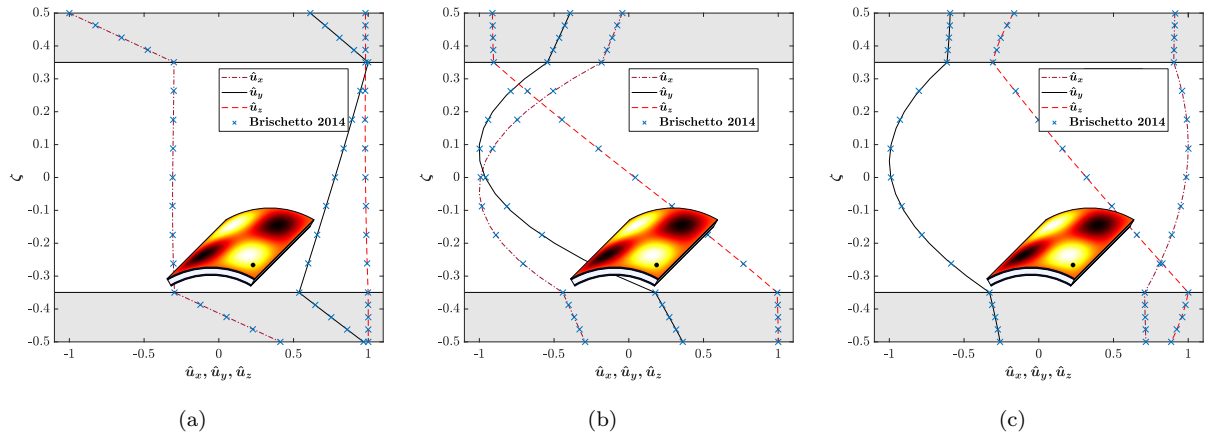 0.5
0.4
0.3
0.2
0.1
0
-0.1
-0.2
-0.3
-0.4
-0.5
ζ
û_x
û_y
û_z
Brischetto 2014
-1 -0.5 0 0.5 1
û_x, û_y, û_z
(a)
0.5
0.4
0.3
0.2
0.1
0
-0.1
-0.2
-0.3
-0.4
-0.5
ζ
û_x
û_y
û_z
Brischetto 2014
-1 -0.5 0 0.5 1
û_x, û_y, û_z
(b)
0.5
0.4
0.3
0.2
0.1
0
-0.1
-0.2
-0.3
-0.4
-0.5
ζ
û_x
û_y
û_z
Brischetto 2014
-1 -0.5 0 0.5 1
û_x, û_y, û_z
(c)